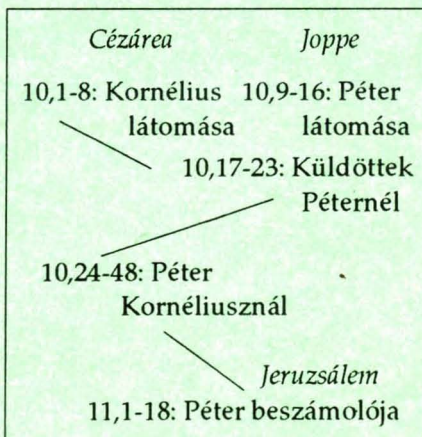 Cézárea Joppe
10,1-8: Kornélius 10,9-16: Péter
látomása látomása
10,17-23: Küldöttek
Péternél
10,24-48: Péter
Kornéliusznál
Jeruzsálem
11,1-18: Péter beszámolója